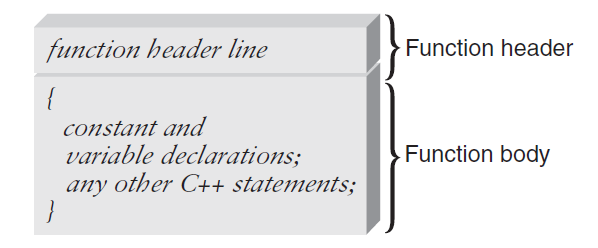 function header line
Function header
{
constant and
variable declarations;
any other C++ statements;
}
Function body